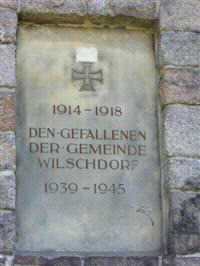 1914-1918
DEN·GEFALLENEN
DER·GEMEINDE
WILSCHDORF
1939-1945